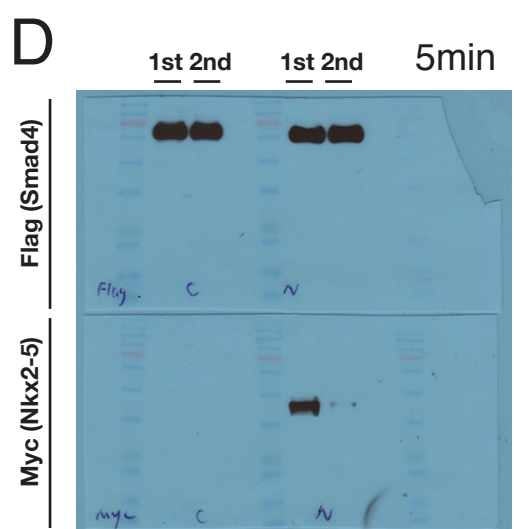 D
1st 2nd 1st 2nd 5min
Flag (Smad4)
Flag. C N
Myc (Nkx2-5)
myc C N